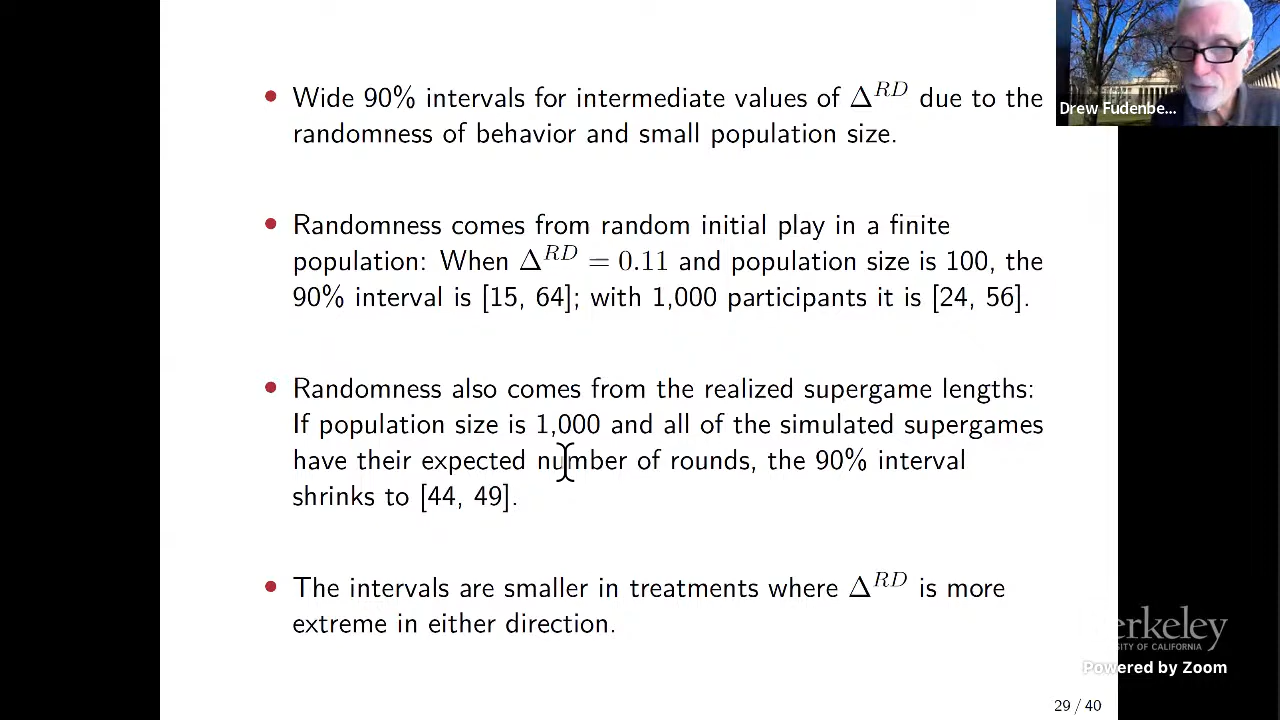 • Wide 90% intervals for intermediate values of Δ^RD due to the
randomness of behavior and small population size.
• Randomness comes from random initial play in a finite
population: When Δ^RD = 0.11 and population size is 100, the
90% interval is [15, 64]; with 1,000 participants it is [24, 56].
• Randomness also comes from the realized supergame lengths:
If population size is 1,000 and all of the simulated supergames
have their expected number of rounds, the 90% interval
shrinks to [44, 49].
• The intervals are smaller in treatments where Δ^RD is more
extreme in either direction.
Drew Fudenbe...
erkeley
SITY OF CALIFORNIA
Powered by Zoom
29 / 40